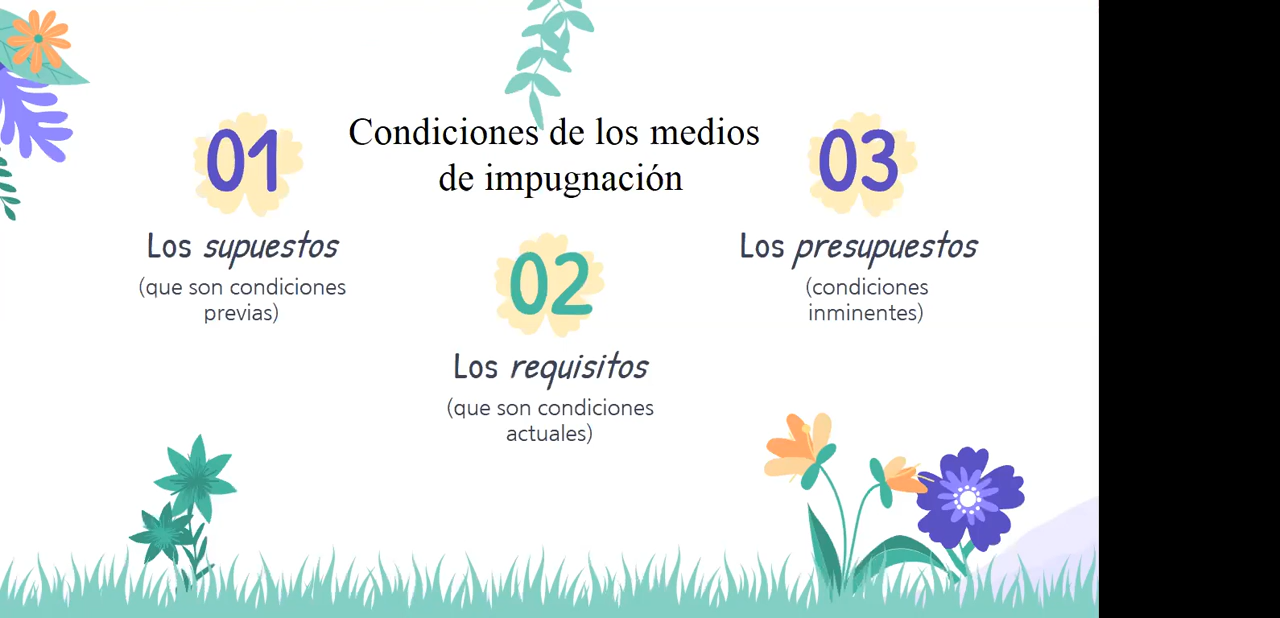 Condiciones de los medios
de impugnación
01
Los supuestos
(que son condiciones
previas)
02
Los requisitos
(que son condiciones
actuales)
03
Los presupuestos
(condiciones
inminentes)